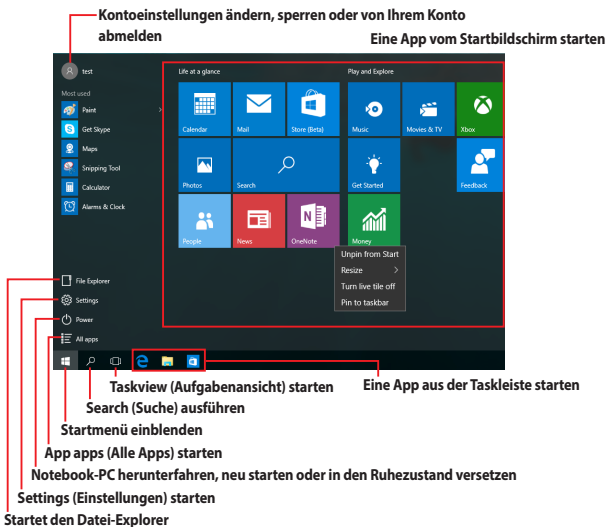 Kontoeinstellungen ändern, sperren oder von Ihrem Konto
abmelden
Eine App vom Startbildschirm starten
test
Life at a glance
Play and Explore
Most used
Paint
Get Skype
Maps
Snipping Tool
Calculator
Alarms & Clock
Calendar
Mail
Store (Beta)
Music
Movies & TV
Xbox
Photos
Search
Get Started
Feedback
People
News
OneNote
Money
Unpin from Start
Resize
Turn live tile off
Pin to taskbar
File Explorer
Settings
Power
All apps
Taskview (Aufgabenansicht) starten
Eine App aus der Taskleiste starten
Search (Suche) ausführen
Startmenü einblenden
App apps (Alle Apps) starten
Notebook-PC herunterfahren, neu starten oder in den Ruhezustand versetzen
Settings (Einstellungen) starten
Startet den Datei-Explorer